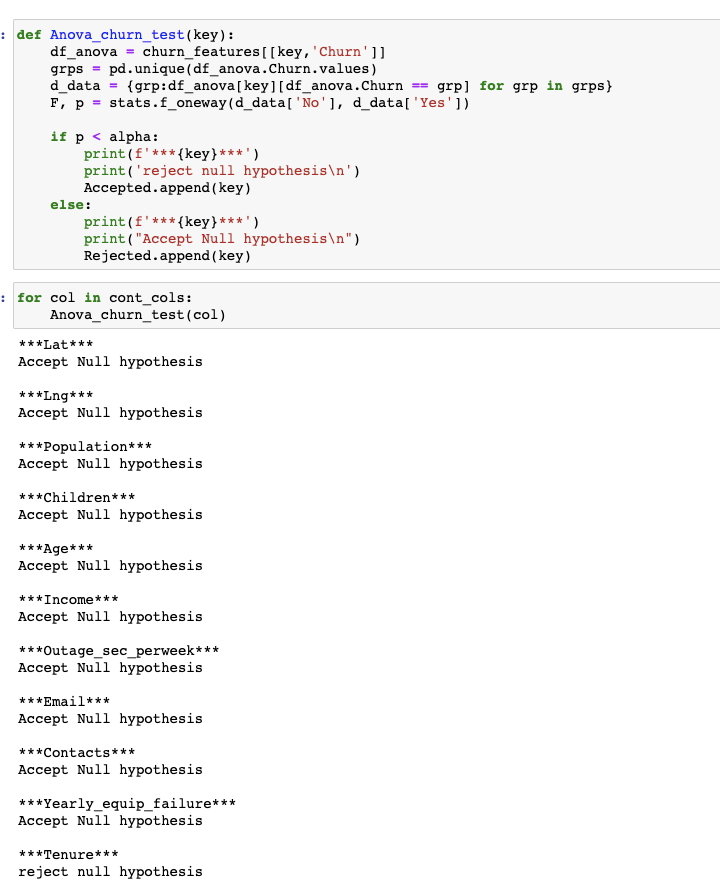 : def Anova_churn_test(key):
    df_anova = churn_features[[key,'Churn']]
    grps = pd.unique(df_anova.Churn.values)
    d_data = {grp:df_anova[key][df_anova.Churn == grp] for grp in grps}
    F, p = stats.f_oneway(d_data['No'], d_data['Yes'])
    if p < alpha:
        print(f'***{key}***')
        print('reject null hypothesis\n')
        Accepted.append(key)
    else:
        print(f'***{key}***')
        print("Accept Null hypothesis\n")
        Rejected.append(key)
: for col in cont_cols:
    Anova_churn_test(col)
***Lat***
Accept Null hypothesis
***Lng***
Accept Null hypothesis
***Population***
Accept Null hypothesis
***Children***
Accept Null hypothesis
***Age***
Accept Null hypothesis
***Income***
Accept Null hypothesis
***Outage_sec_perweek***
Accept Null hypothesis
***Email***
Accept Null hypothesis
***Contacts***
Accept Null hypothesis
***Yearly_equip_failure***
Accept Null hypothesis
***Tenure***
reject null hypothesis